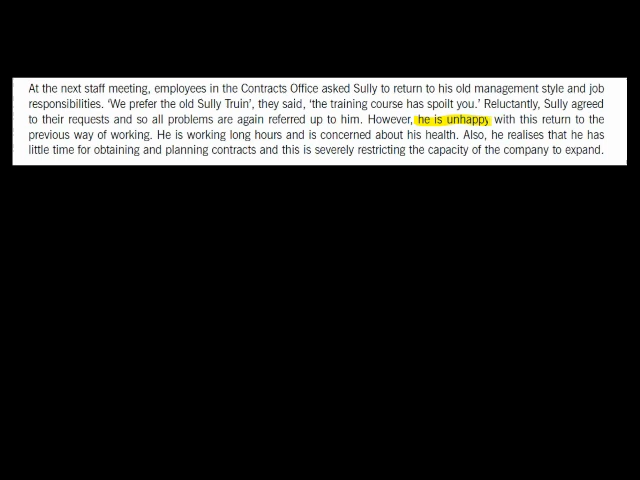 At the next staff meeting, employees in the Contracts Office asked Sully to return to his old management style and job
responsibilities. ‘We prefer the old Sully Truin’, they said, ‘the training course has spoilt you.’ Reluctantly, Sully agreed
to their requests and so all problems are again referred up to him. However, he is unhappy with this return to the
previous way of working. He is working long hours and is concerned about his health. Also, he realises that he has
little time for obtaining and planning contracts and this is severely restricting the capacity of the company to expand.